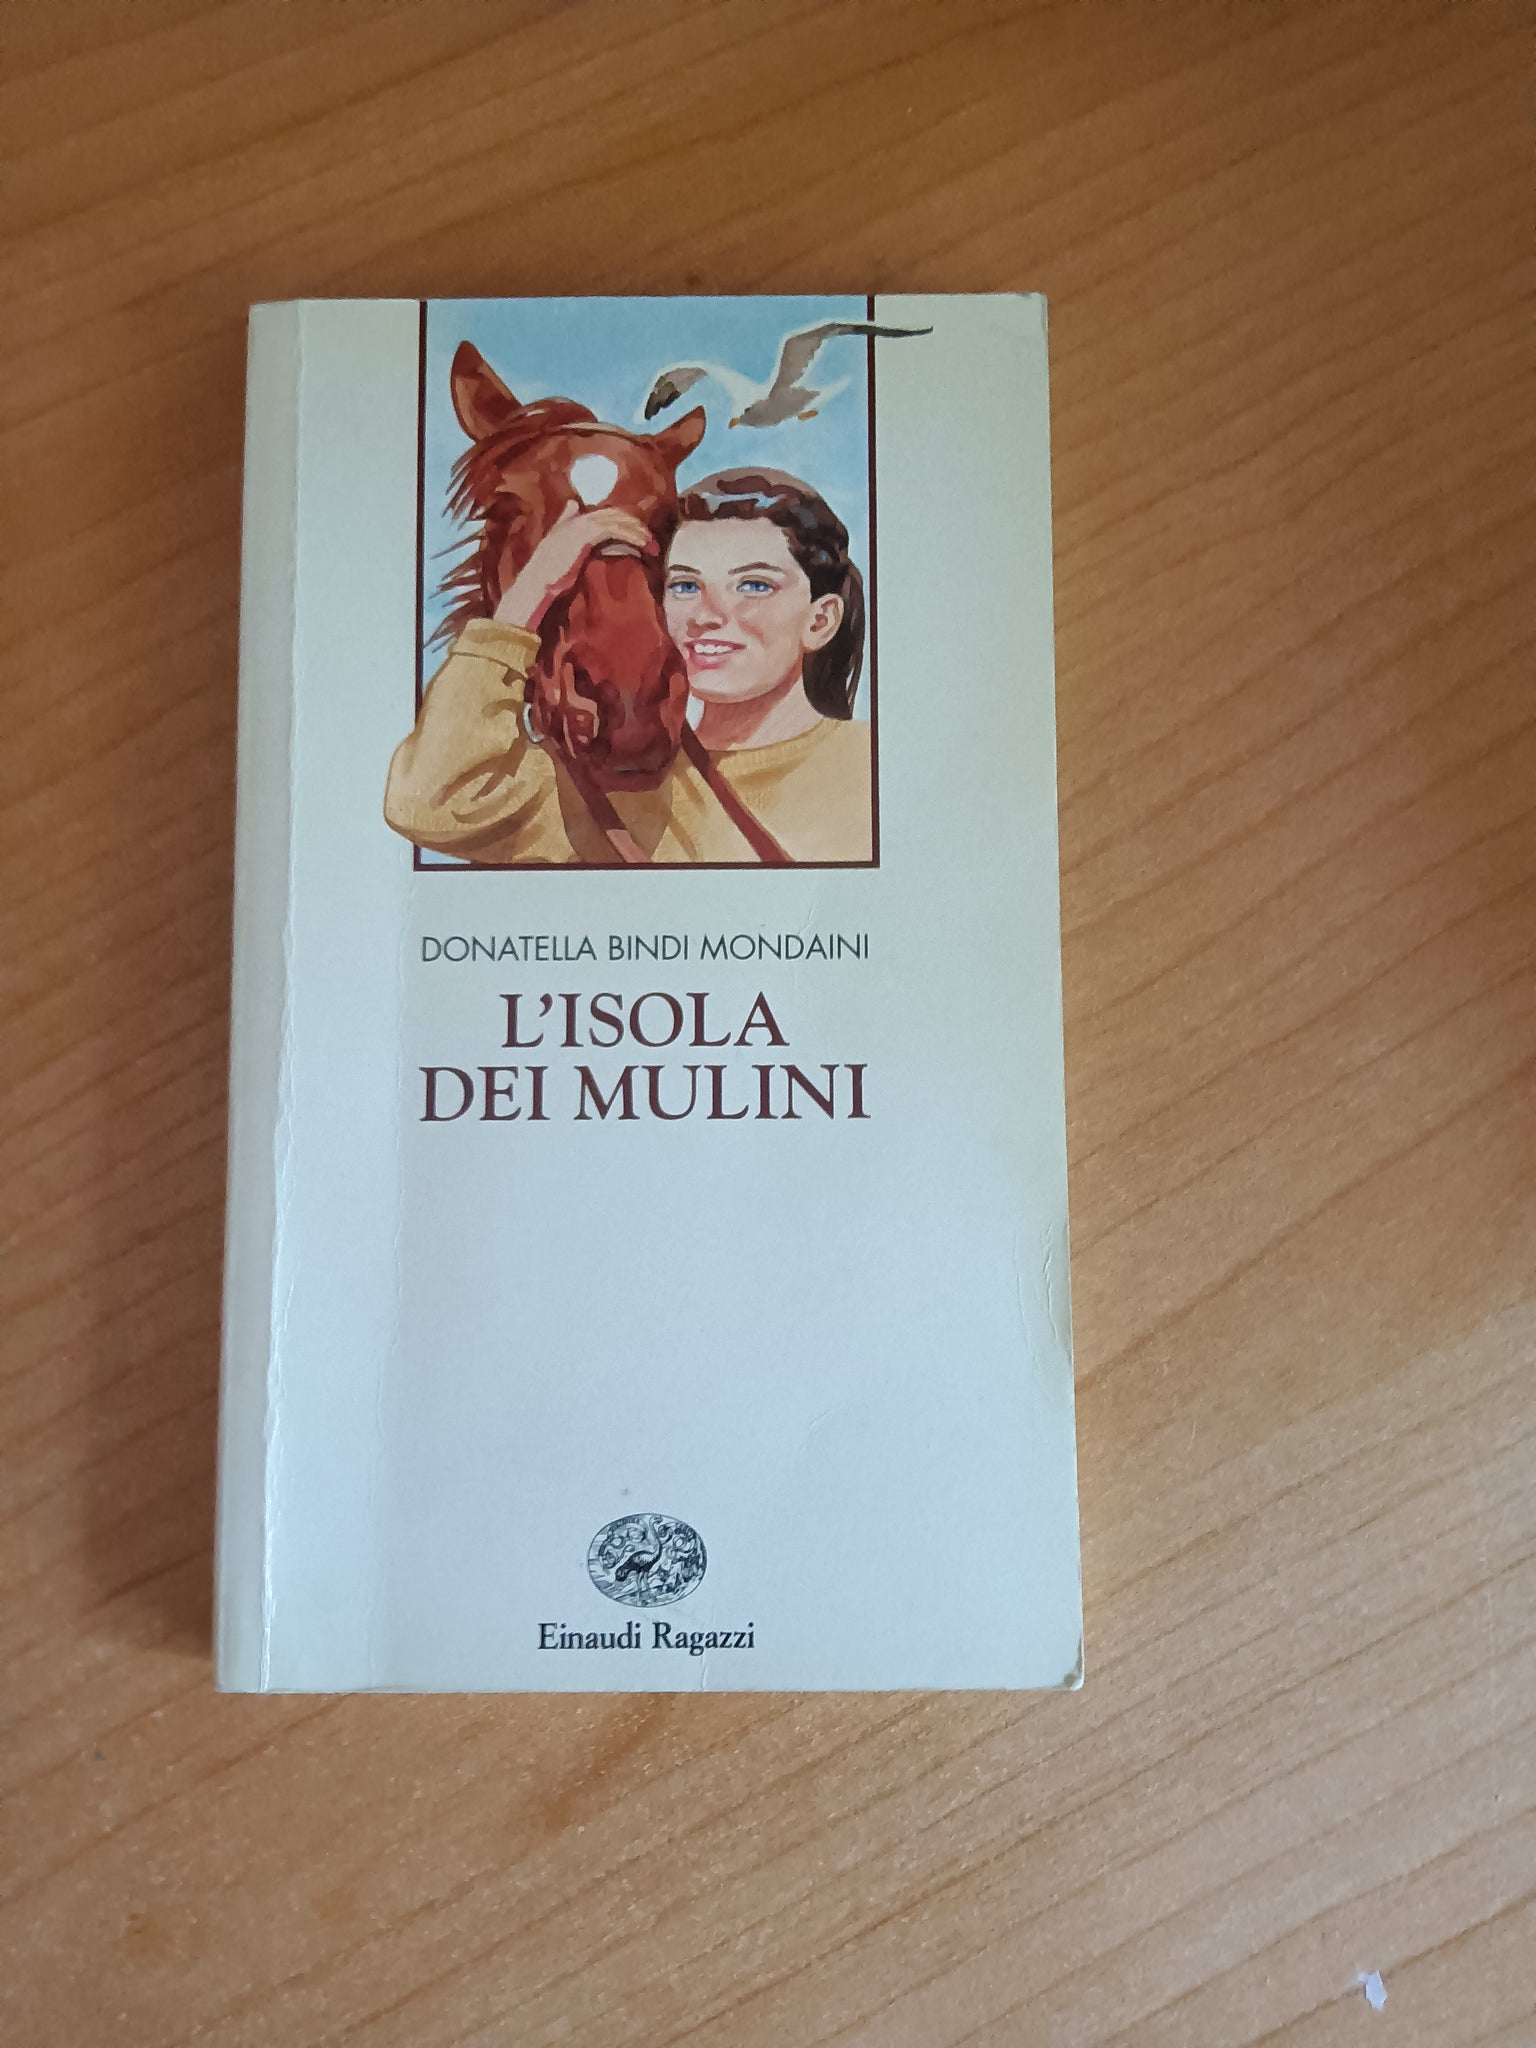 DONATELLA BINDI MONDAINI
L'ISOLA
DEI MULINI
Einaudi Ragazzi